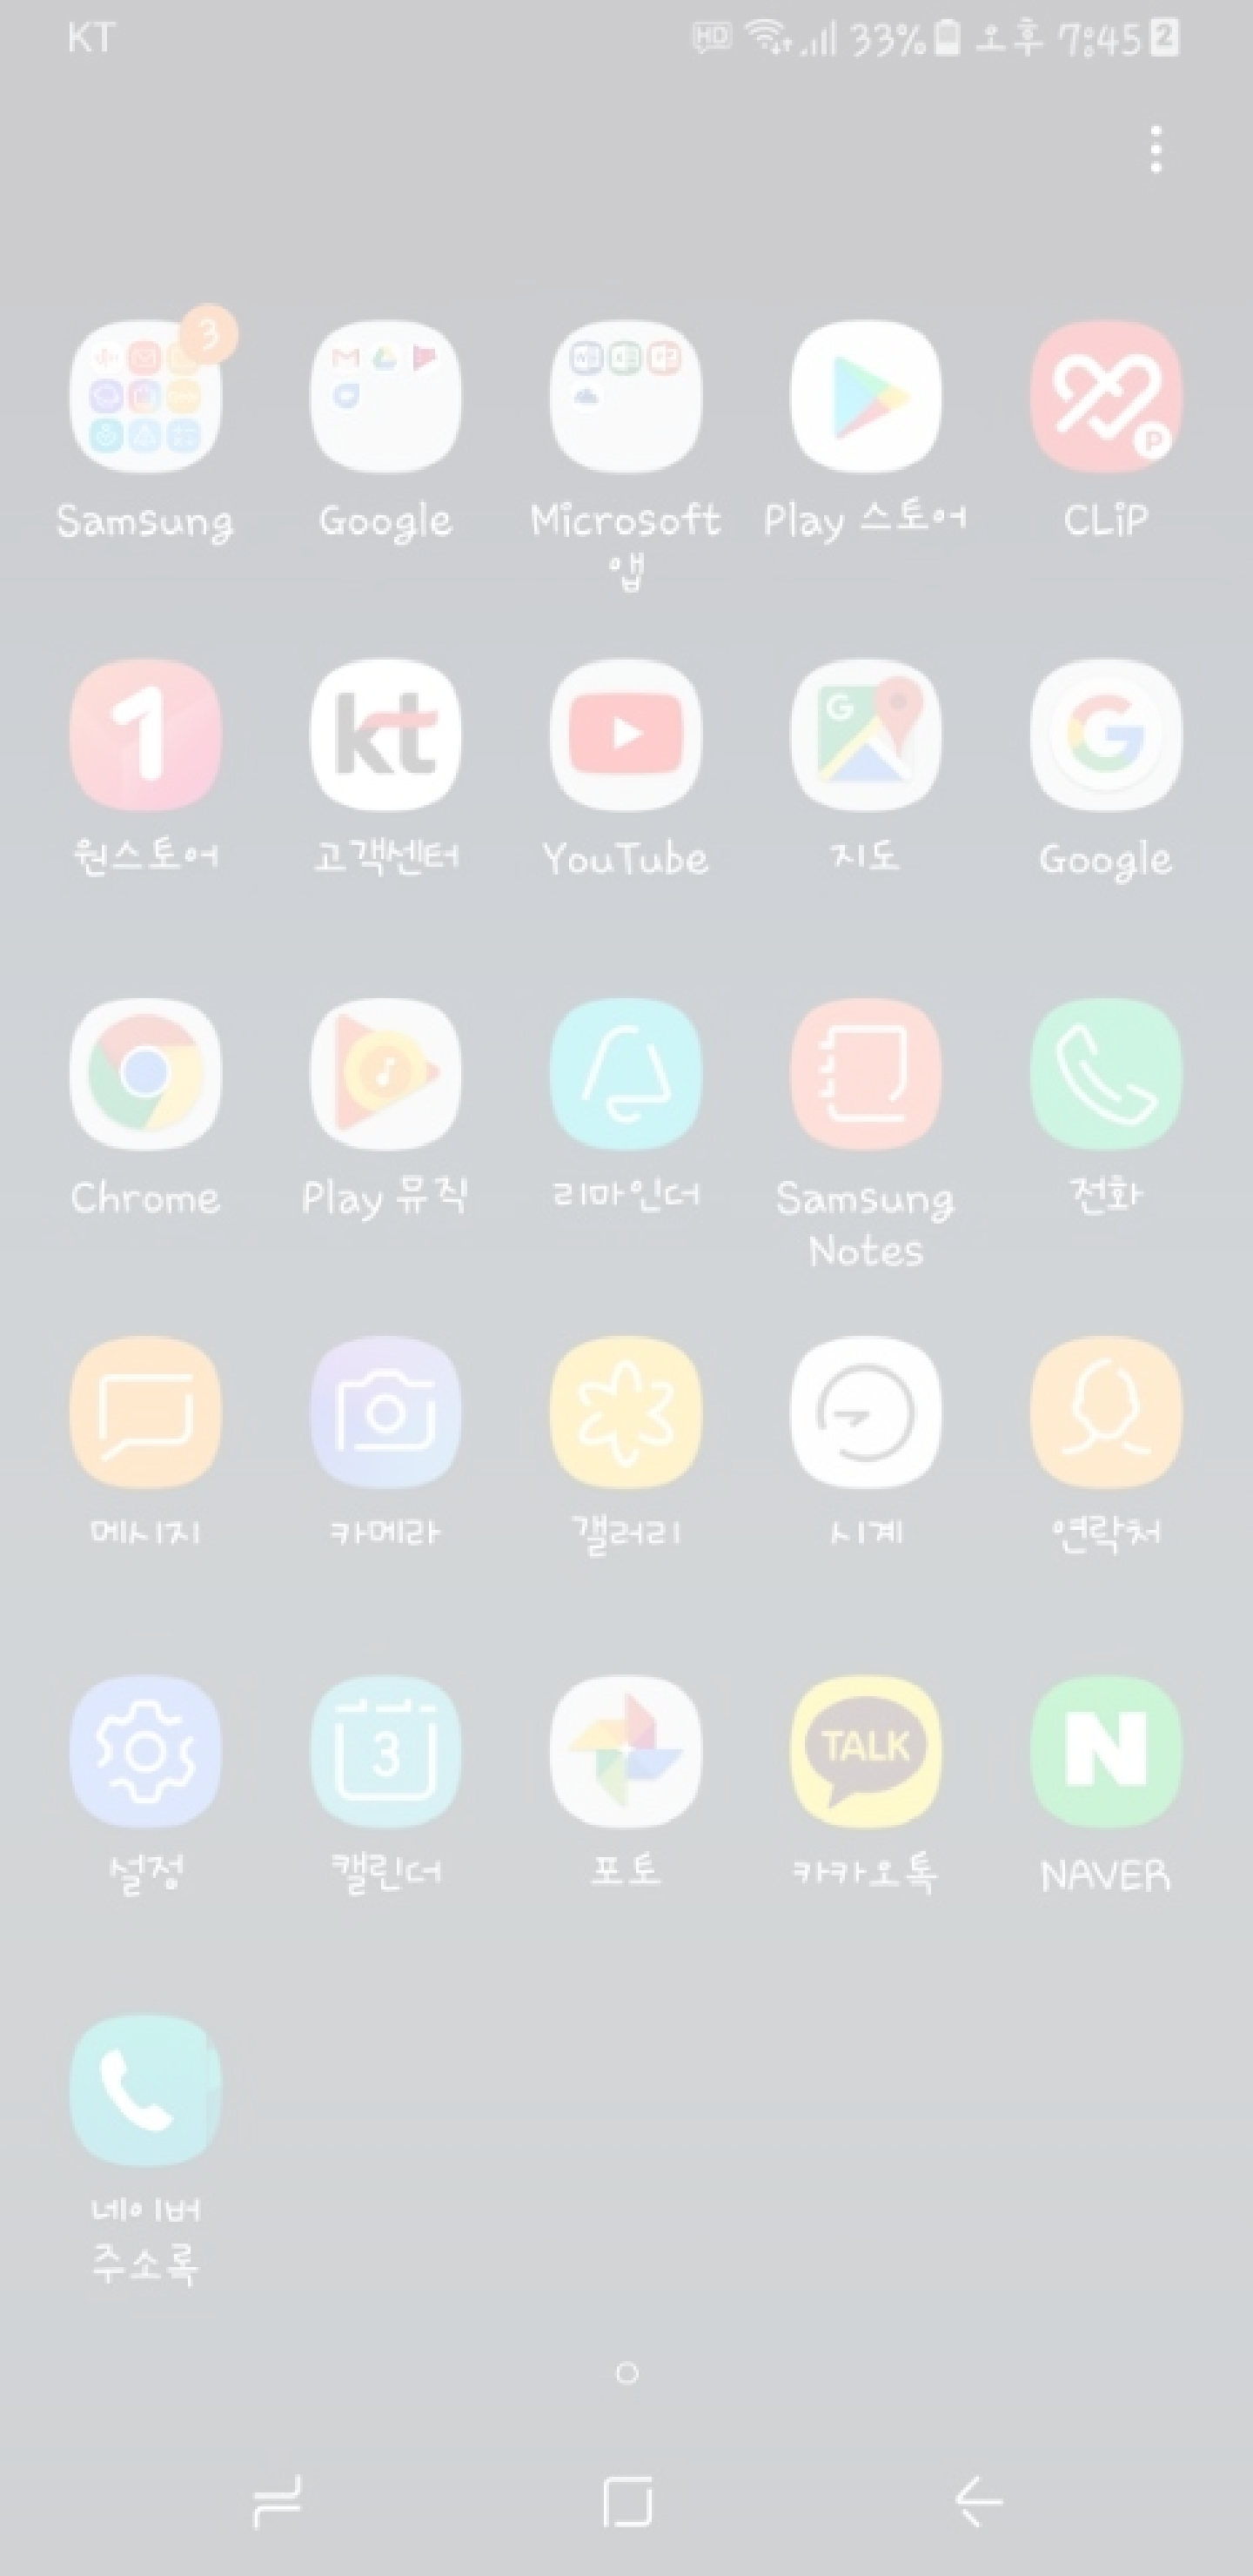 KT HD 33% 오후 7:45 2
3
Samsung Google Microsoft 앱 Play 스토어 CLiP
P
1 kt G G
원스토어 고객센터 YouTube 지도 Google
Chrome Play 뮤직 리마인더 Samsung Notes 전화
메시지 카메라 갤러리 시계 연락처
3 TALK N
설정 캘린더 포토 카카오톡 NAVER
네이버
주소록